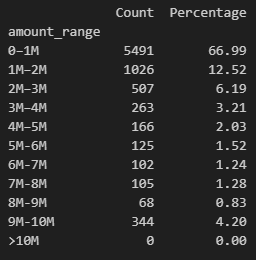 Count Percentage
amount_range
0–1M 5491 66.99
1M–2M 1026 12.52
2M–3M 507 6.19
3M–4M 263 3.21
4M–5M 166 2.03
5M-6M 125 1.52
6M-7M 102 1.24
7M-8M 105 1.28
8M-9M 68 0.83
9M-10M 344 4.20
>10M 0 0.00